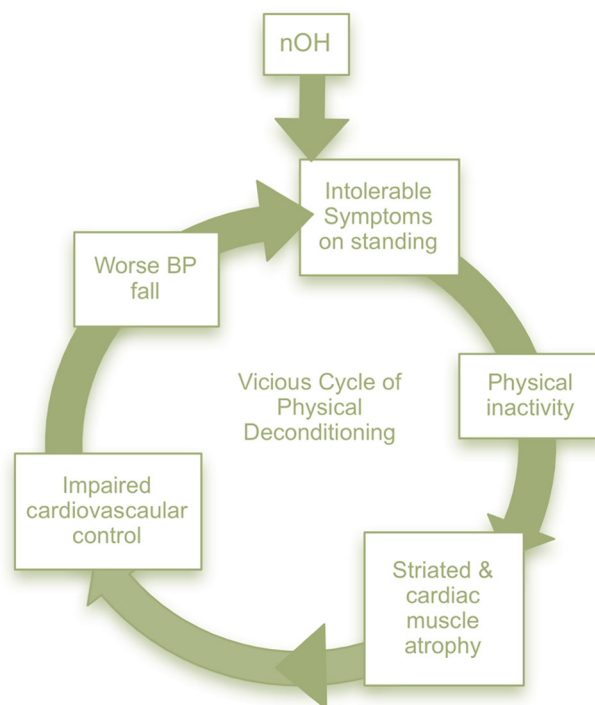 nOH
Intolerable
Symptoms
on standing
Worse BP
fall
Vicious Cycle of
Physical
Deconditioning
Physical
inactivity
Impaired
cardiovascaular
control
Striated &
cardiac
muscle
atrophy